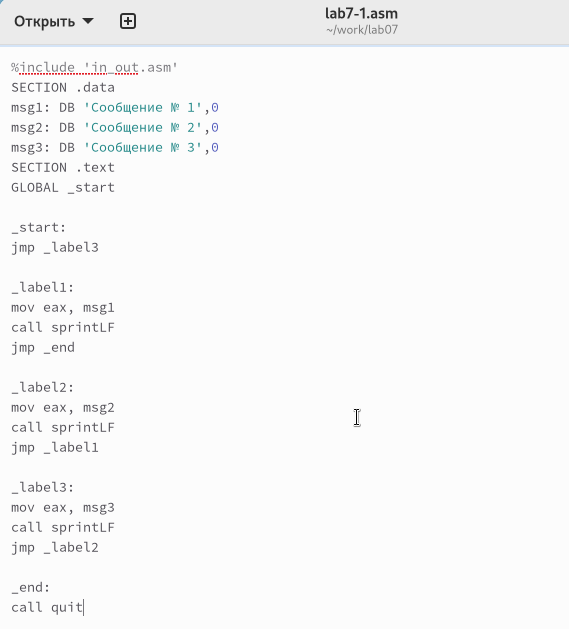 Открыть
lab7-1.asm
~/work/lab07
%include 'in_out.asm'
SECTION .data
msg1: DB 'Сообщение № 1',0
msg2: DB 'Сообщение № 2',0
msg3: DB 'Сообщение № 3',0
SECTION .text
GLOBAL _start
_start:
jmp _label3
_label1:
mov eax, msg1
call sprintLF
jmp _end
_label2:
mov eax, msg2
call sprintLF
jmp _label1
_label3:
mov eax, msg3
call sprintLF
jmp _label2
_end:
call quit